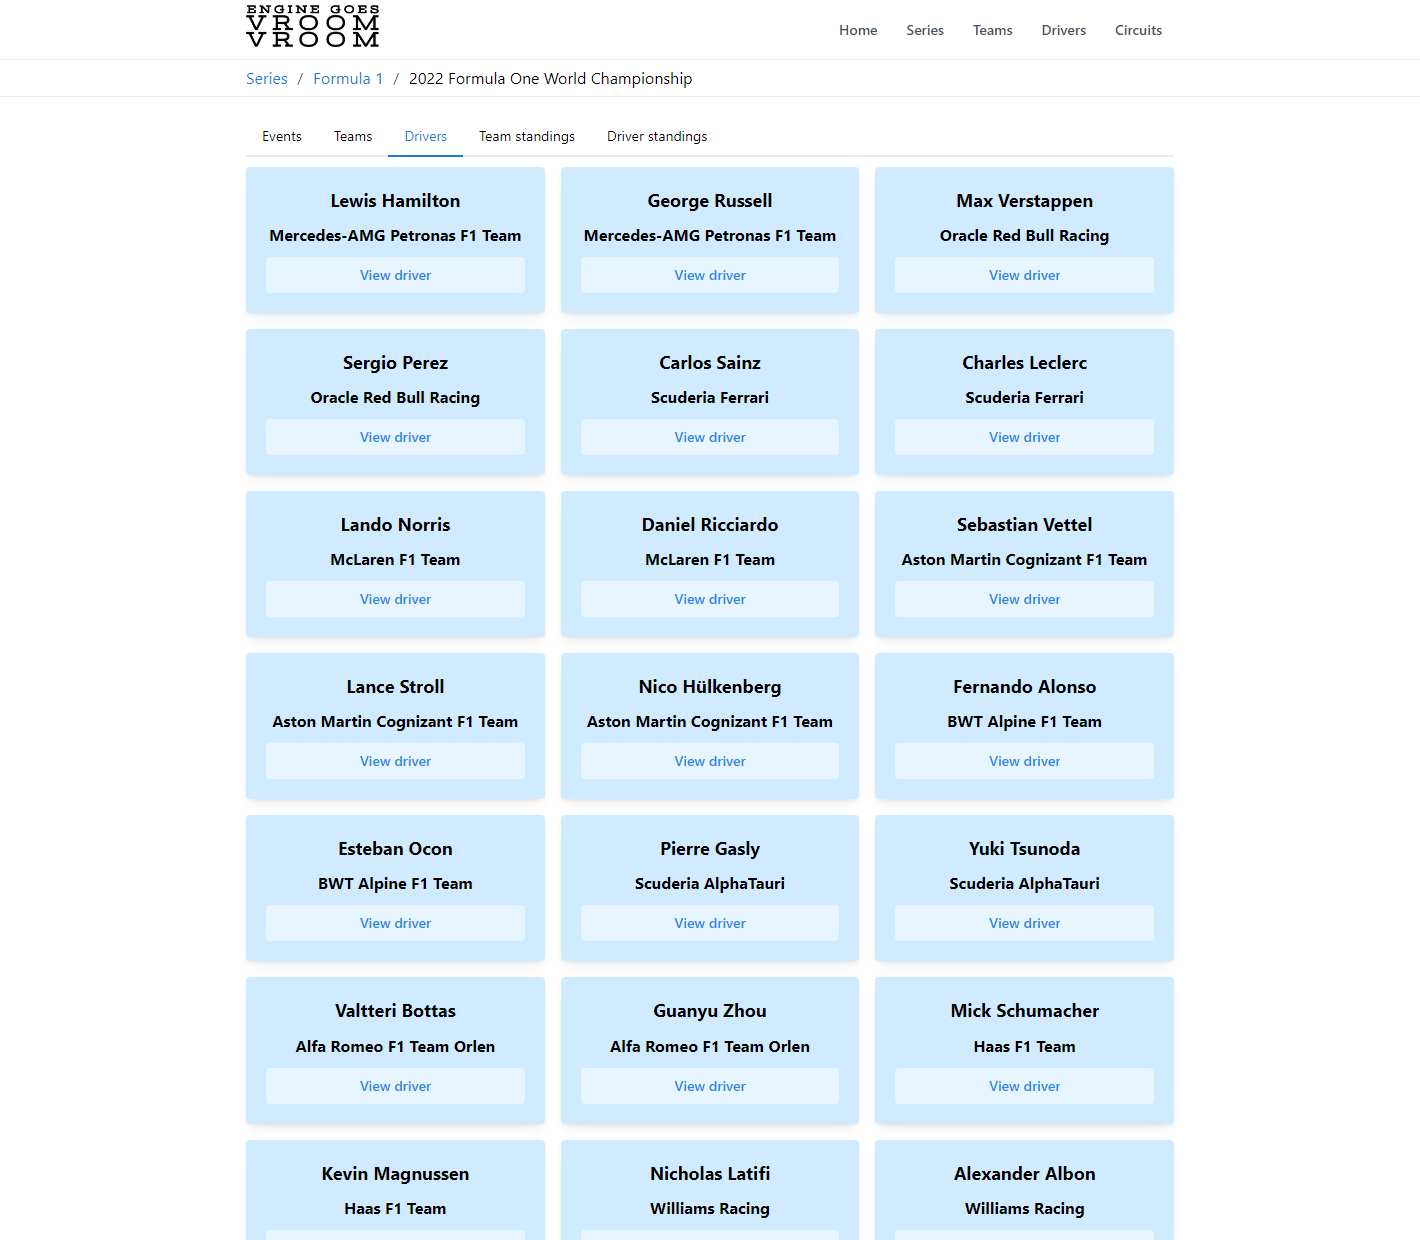 ENGINE GOES
VROOM
VROOM
Home Series Teams Drivers Circuits
Series / Formula 1 / 2022 Formula One World Championship
Events Teams Drivers Team standings Driver standings
Lewis Hamilton
Mercedes-AMG Petronas F1 Team
View driver
George Russell
Mercedes-AMG Petronas F1 Team
View driver
Max Verstappen
Oracle Red Bull Racing
View driver
Sergio Perez
Oracle Red Bull Racing
View driver
Carlos Sainz
Scuderia Ferrari
View driver
Charles Leclerc
Scuderia Ferrari
View driver
Lando Norris
McLaren F1 Team
View driver
Daniel Ricciardo
McLaren F1 Team
View driver
Sebastian Vettel
Aston Martin Cognizant F1 Team
View driver
Lance Stroll
Aston Martin Cognizant F1 Team
View driver
Nico Hülkenberg
Aston Martin Cognizant F1 Team
View driver
Fernando Alonso
BWT Alpine F1 Team
View driver
Esteban Ocon
BWT Alpine F1 Team
View driver
Pierre Gasly
Scuderia AlphaTauri
View driver
Yuki Tsunoda
Scuderia AlphaTauri
View driver
Valtteri Bottas
Alfa Romeo F1 Team Orlen
View driver
Guanyu Zhou
Alfa Romeo F1 Team Orlen
View driver
Mick Schumacher
Haas F1 Team
View driver
Kevin Magnussen
Haas F1 Team
Nicholas Latifi
Williams Racing
Alexander Albon
Williams Racing